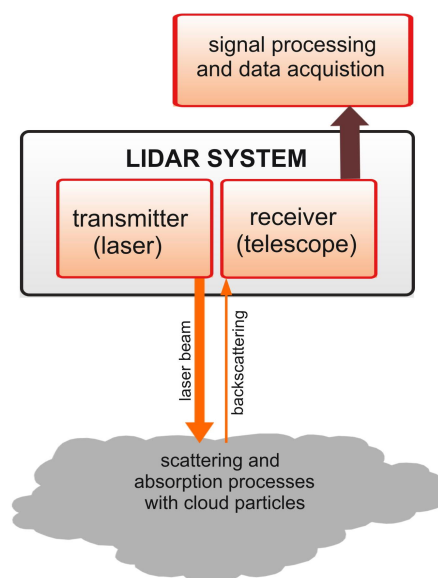 signal processing
and data acquistion
LIDAR SYSTEM
transmitter
(laser)
receiver
(telescope)
laser beam
backscattering
scattering and
absorption processes
with cloud particles